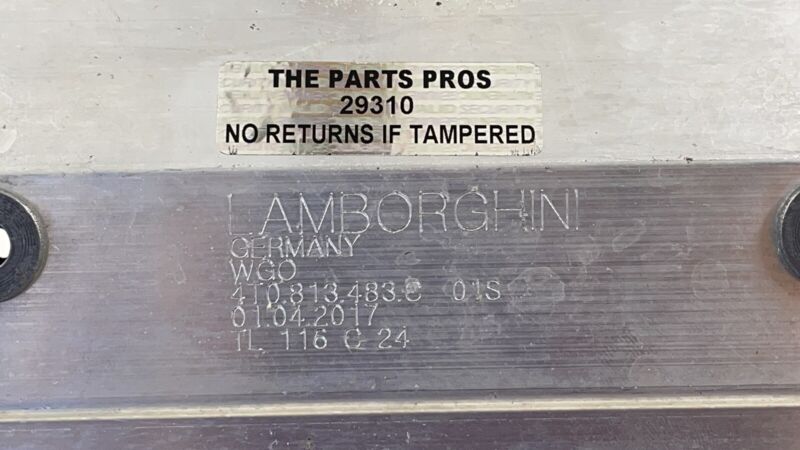 THE PARTS PROS
29310
NO RETURNS IF TAMPERED
LAMBORGHINI
GERMANY
WGO
4T0.813.483.C 01S
01.04.2017
TL 116 C 24